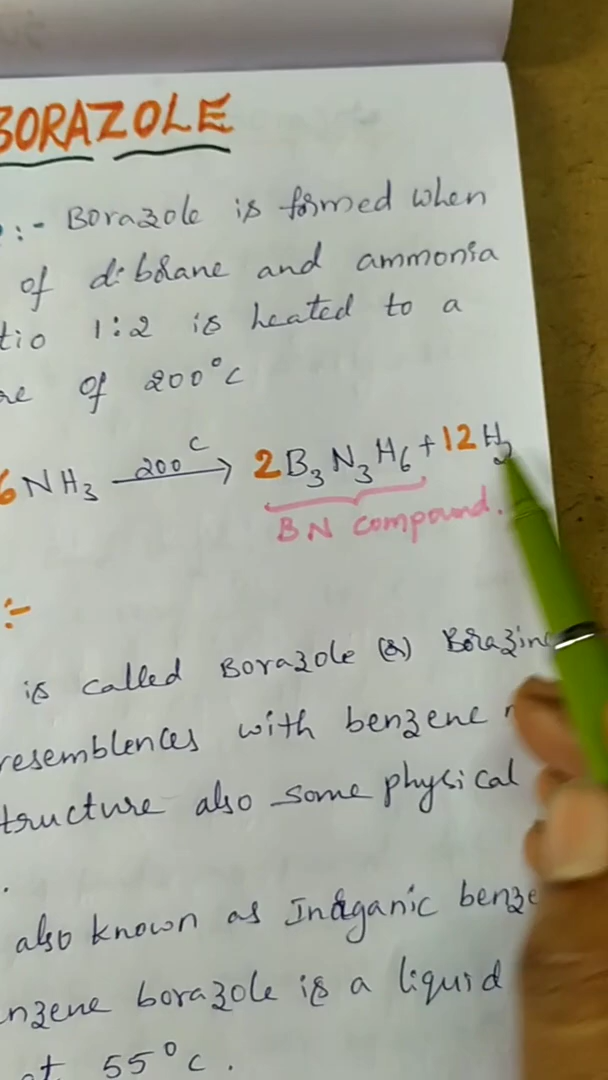 BORAZOLE
:- Borazole is formed when
of diborane and ammonia
tio 1:2 is heated to a
re of 200°C
6NH₃ 200°C → 2B₃N₃H₆ + 12H₂
BN compound.
:-
is called Borazole (or) Borazine
resemblences with benzene
tructure also some physical
.
also known as Inorganic benze
nzene borazole is a liquid
at 55°C.